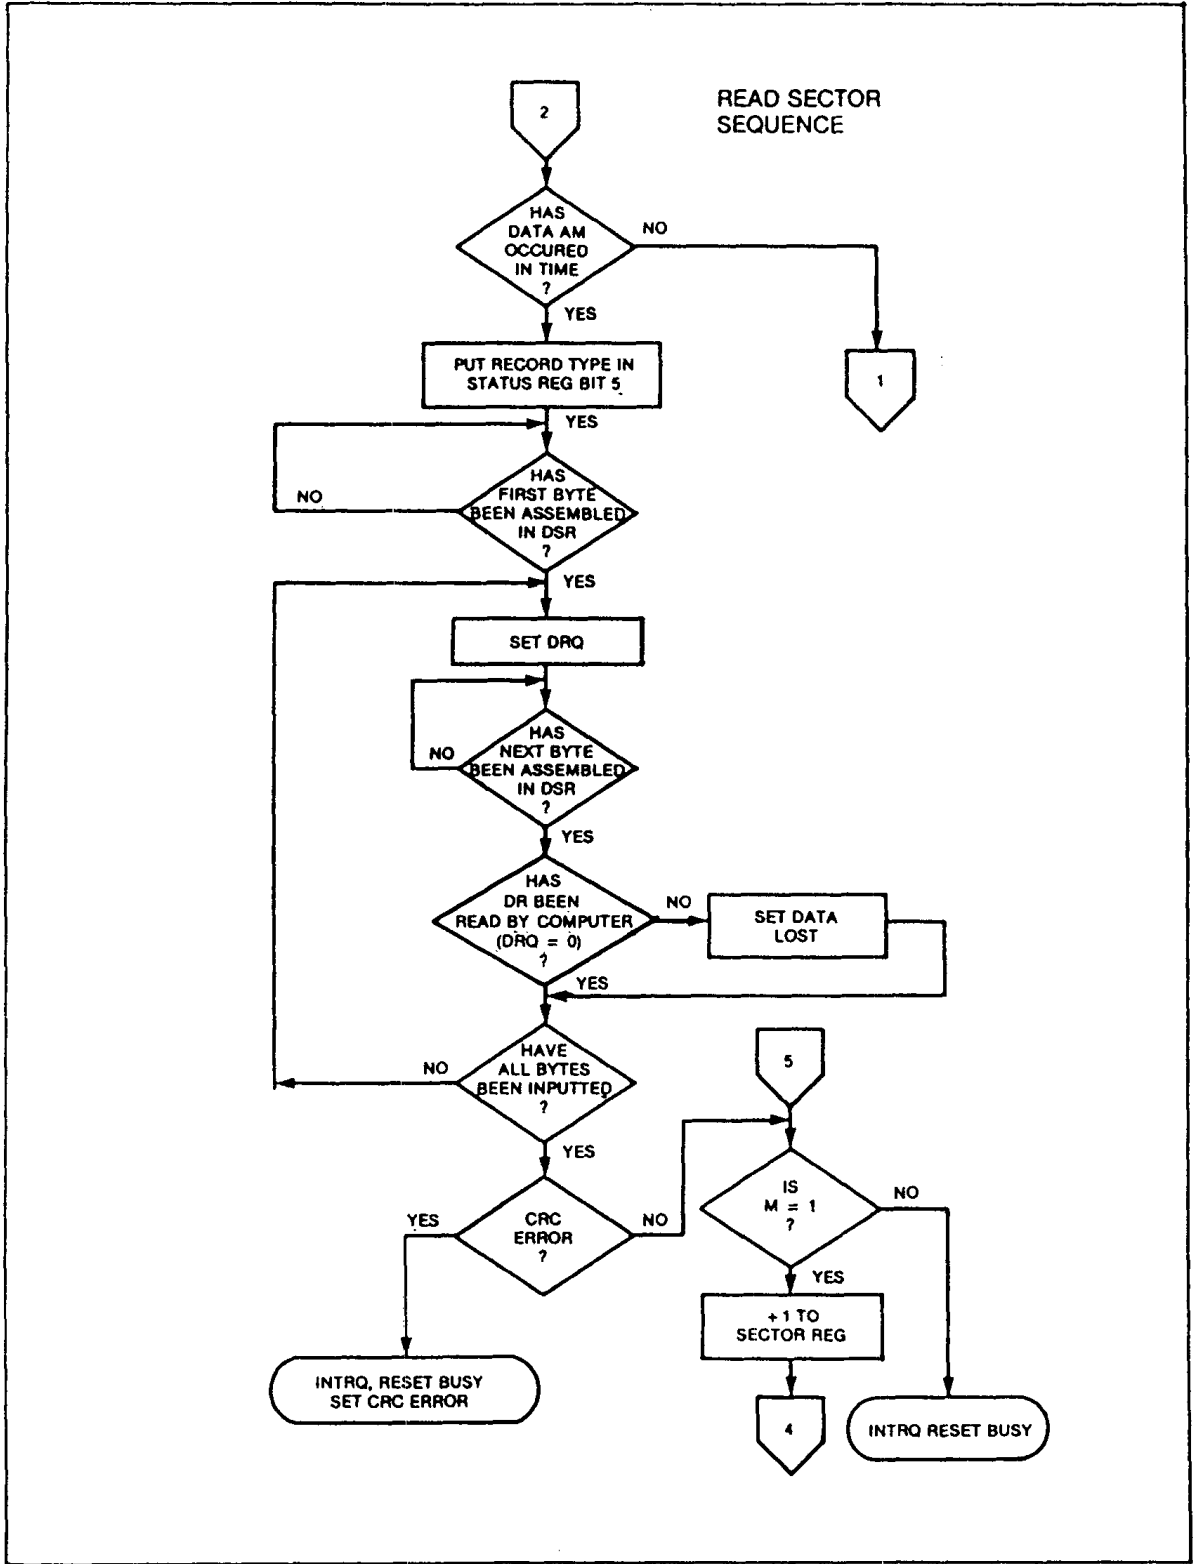 READ SECTOR
SEQUENCE
2
HAS
DATA AM
OCCURED
IN TIME
?
NO
YES
1
PUT RECORD TYPE IN
STATUS REG BIT 5
YES
HAS
FIRST BYTE
BEEN ASSEMBLED
IN DSR
?
NO
YES
SET DRQ
HAS
NEXT BYTE
BEEN ASSEMBLED
IN DSR
?
NO
YES
HAS
DR BEEN
READ BY COMPUTER
(DRQ = 0)
?
NO
SET DATA
LOST
YES
HAVE
ALL BYTES
BEEN INPUTTED
?
NO
YES
5
CRC
ERROR
?
YES
NO
IS
M = 1
?
NO
YES
+ 1 TO
SECTOR REG
INTRQ, RESET BUSY
SET CRC ERROR
4
INTRQ RESET BUSY